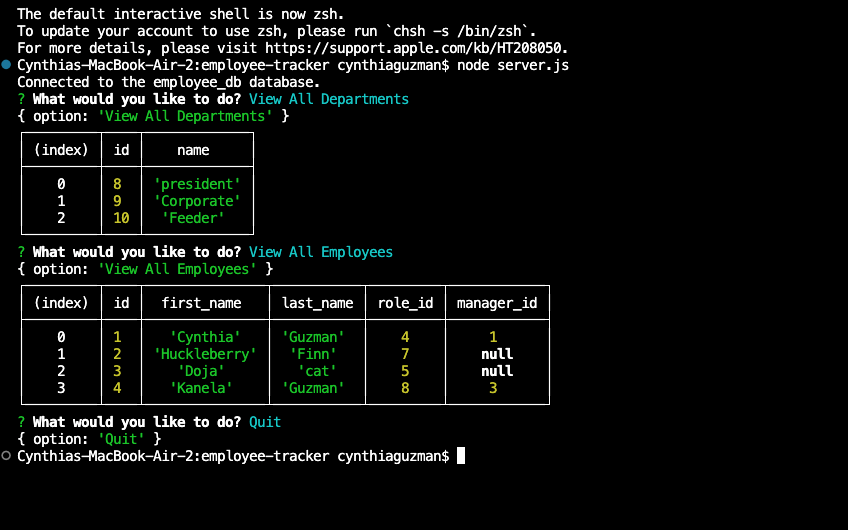 The default interactive shell is now zsh.
To update your account to use zsh, please run `chsh -s /bin/zsh`.
For more details, please visit https://support.apple.com/kb/HT208050.
Cynthias-MacBook-Air-2:employee-tracker cynthiaguzman$ node server.js
Connected to the employee_db database.
? What would you like to do? View All Departments
{ option: 'View All Departments' }
(index) id name
0 8 'president'
1 9 'Corporate'
2 10 'Feeder'
? What would you like to do? View All Employees
{ option: 'View All Employees' }
(index) id first_name last_name role_id manager_id
0 1 'Cynthia' 'Guzman' 4 1
1 2 'Huckleberry' 'Finn' 7 null
2 3 'Doja' 'cat' 5 null
3 4 'Kanela' 'Guzman' 8 3
? What would you like to do? Quit
{ option: 'Quit' }
Cynthias-MacBook-Air-2:employee-tracker cynthiaguzman$